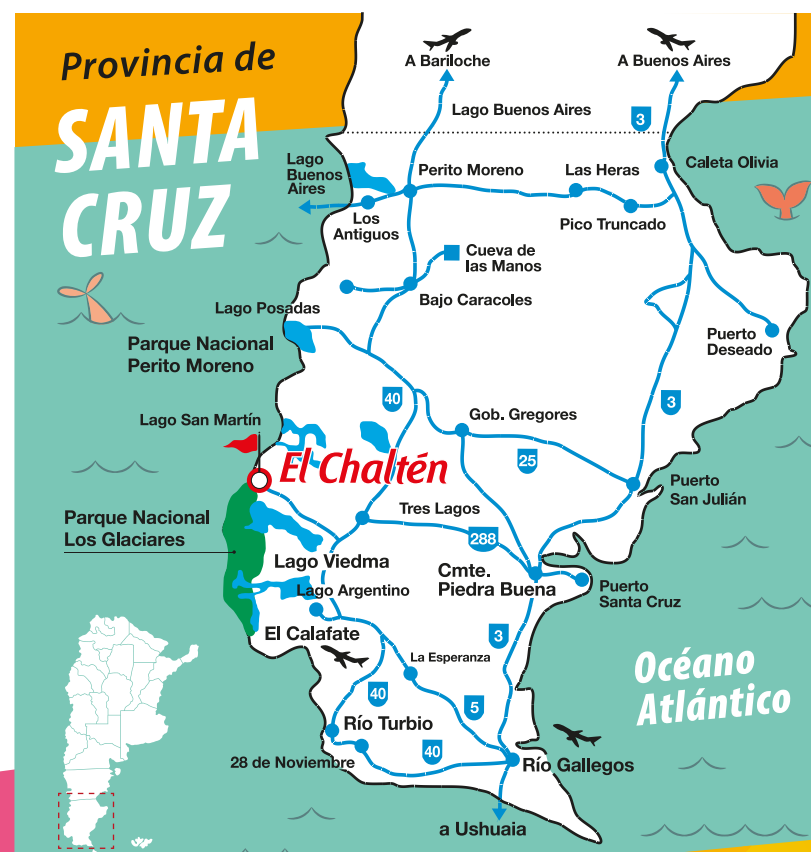 Provincia de
SANTA
CRUZ
A Bariloche
A Buenos Aires
Lago Buenos Aires
3
Lago
Buenos
Aires
Perito Moreno
Las Heras
Caleta Olivia
Los
Antiguos
Pico Truncado
Cueva de
las Manos
Bajo Caracoles
Lago Posadas
Parque Nacional
Perito Moreno
Puerto
Deseado
40
3
Lago San Martín
Gob. Gregores
El Chaltén
25
Puerto
San Julián
Parque Nacional
Los Glaciares
Tres Lagos
288
Lago Viedma
Cmte.
Piedra Buena
Lago Argentino
Puerto
Santa Cruz
El Calafate
3
La Esperanza
Océano
Atlántico
40
5
Río Turbio
40
28 de Noviembre
Río Gallegos
a Ushuaia